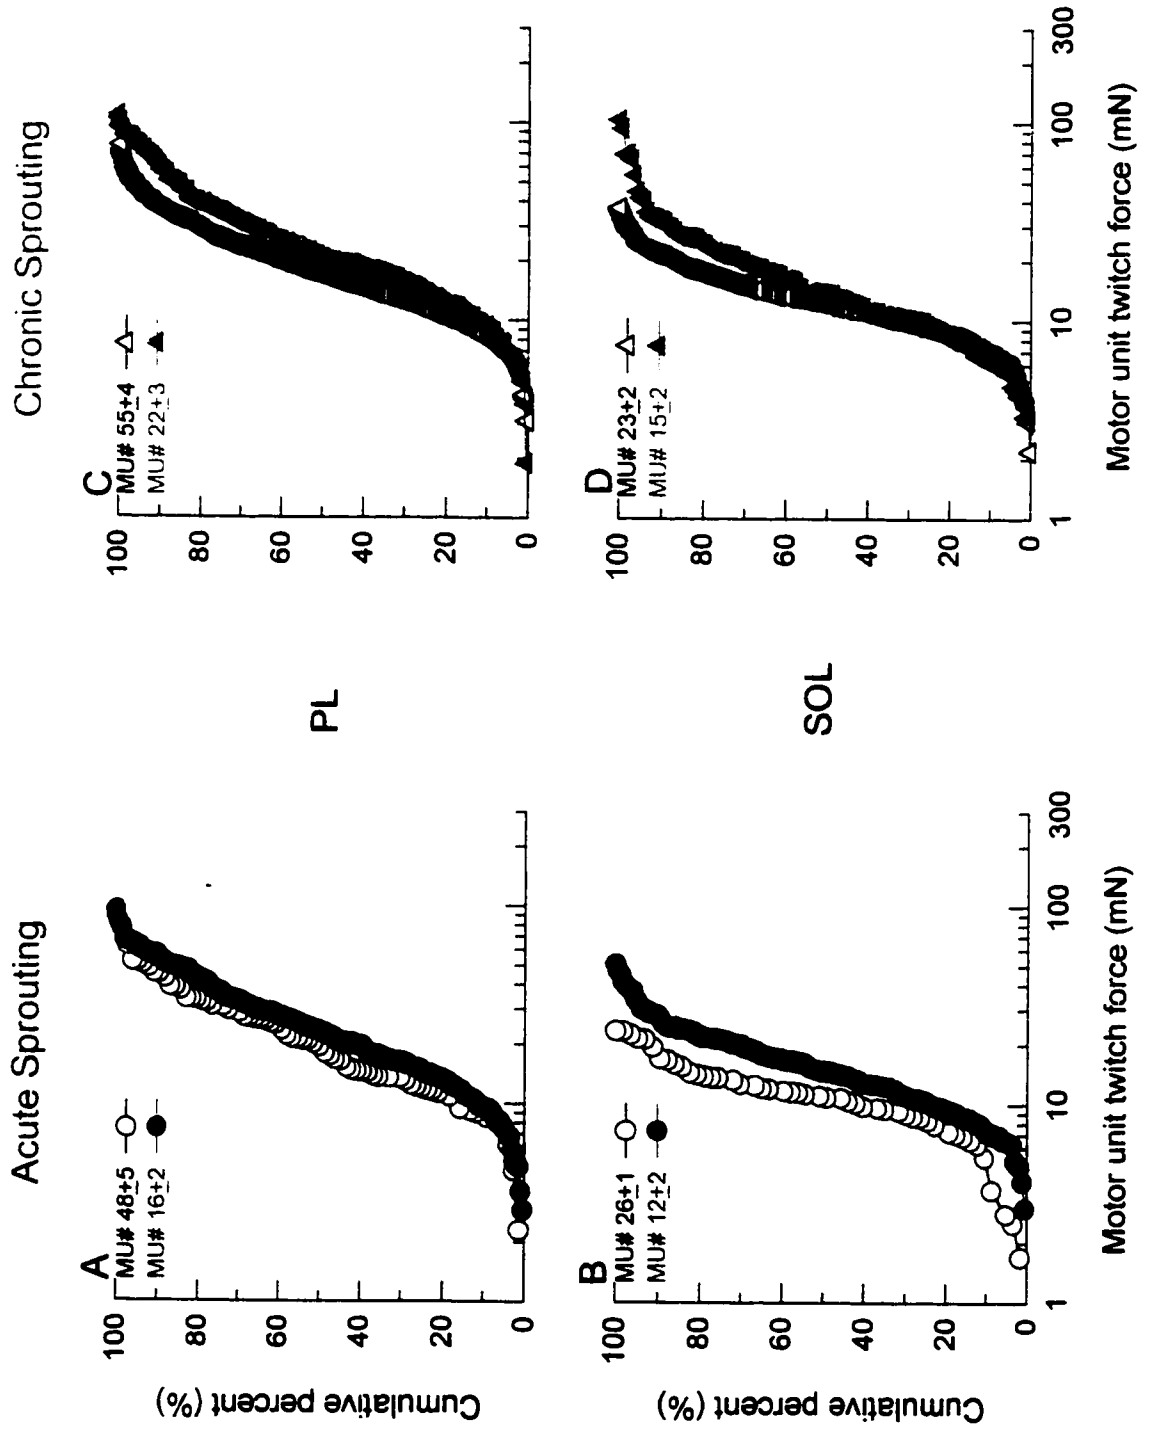 Acute Sprouting
Chronic Sprouting
A
MU# 48±5
MU# 16±2
100
80
60
40
20
0
Cumulative percent (%)
PL
C
MU# 55±4
MU# 22±3
100
80
60
40
20
0
B
MU# 26±1
MU# 12±2
100
80
60
40
20
0
Cumulative percent (%)
1
10
100
300
Motor unit twitch force (mN)
SOL
D
MU# 23±2
MU# 15±2
100
80
60
40
20
0
1
10
100
300
Motor unit twitch force (mN)